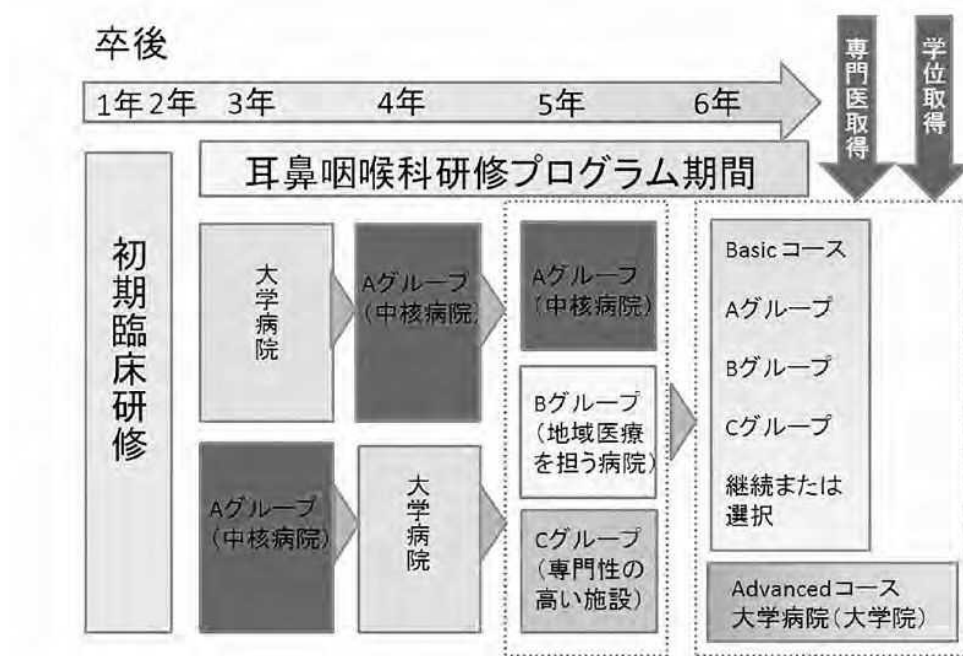 卒後
1年 2年 3年 4年 5年 6年
専門医取得
学位取得
耳鼻咽喉科研修プログラム期間
初期臨床研修
大学病院
Aグループ
(中核病院)
Aグループ
(中核病院)
Aグループ
(中核病院)
大学病院
Bグループ
(地域医療
を担う病院)
Cグループ
(専門性の
高い施設)
Basic コース
Aグループ
Bグループ
Cグループ
継続または
選択
Advancedコース
大学病院(大学院)